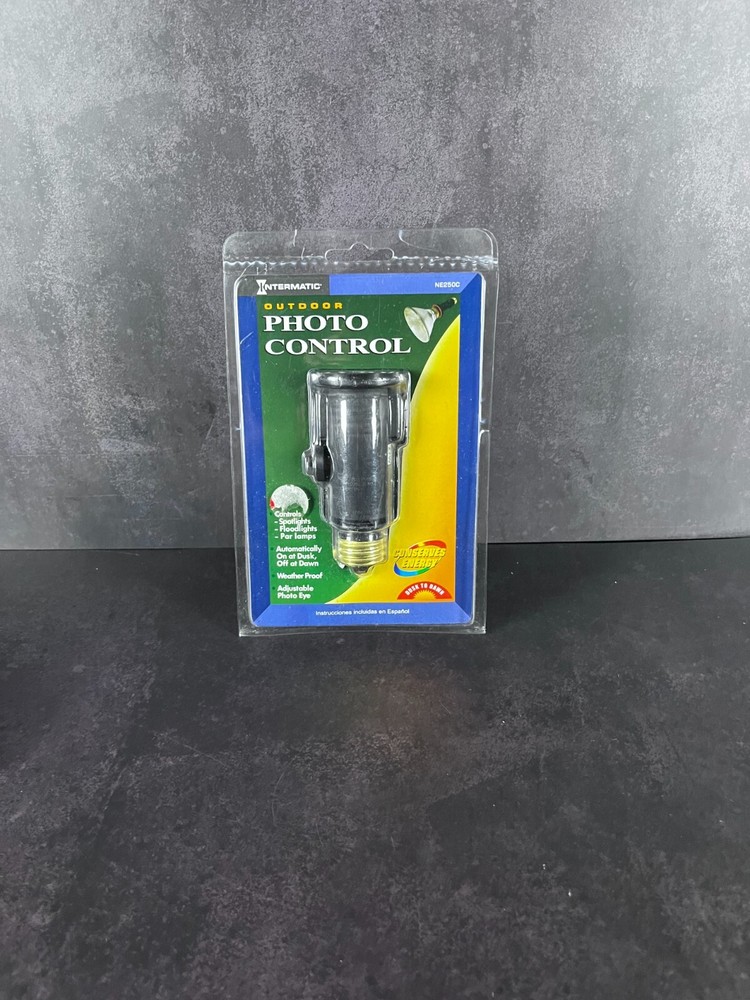 INTERMATIC®
NE250C
OUTDOOR
PHOTO
CONTROL
Controls
- Spotlights
- Floodlights
- Par lamps
Automatically
On at Dusk,
Off at Dawn
Weather Proof
Adjustable
Photo Eye
CONSERVES
ENERGY
DUSK TO DAWN
Instrucciones incluidas en Español